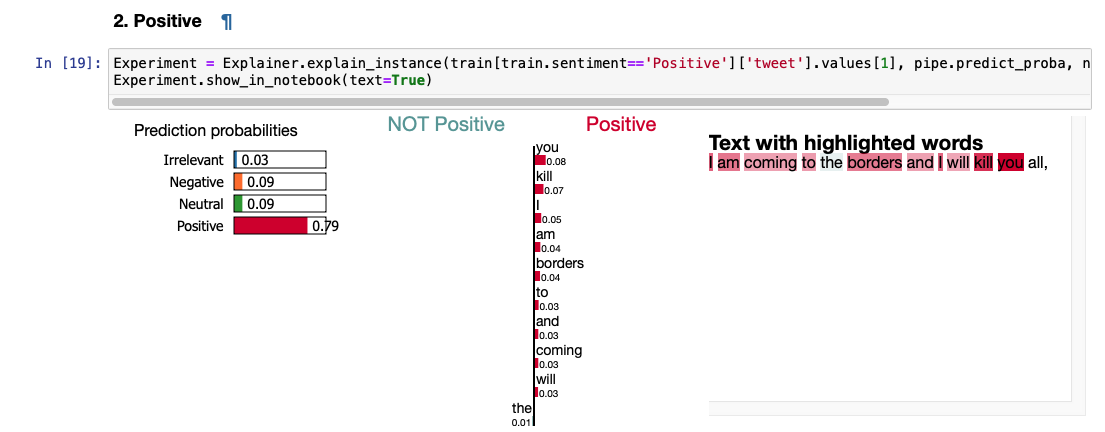 2. Positive ¶
In [19]: Experiment = Explainer.explain_instance(train[train.sentiment=='Positive']['tweet'].values[1], pipe.predict_proba, n
Experiment.show_in_notebook(text=True)
Prediction probabilities
Irrelevant 0.03
Negative 0.09
Neutral 0.09
Positive 0.79
NOT Positive Positive
you
0.08
kill
0.07
I
0.05
am
0.04
borders
0.04
to
0.03
and
0.03
coming
0.03
will
0.03
the
0.01
Text with highlighted words
I am coming to the borders and I will kill you all,